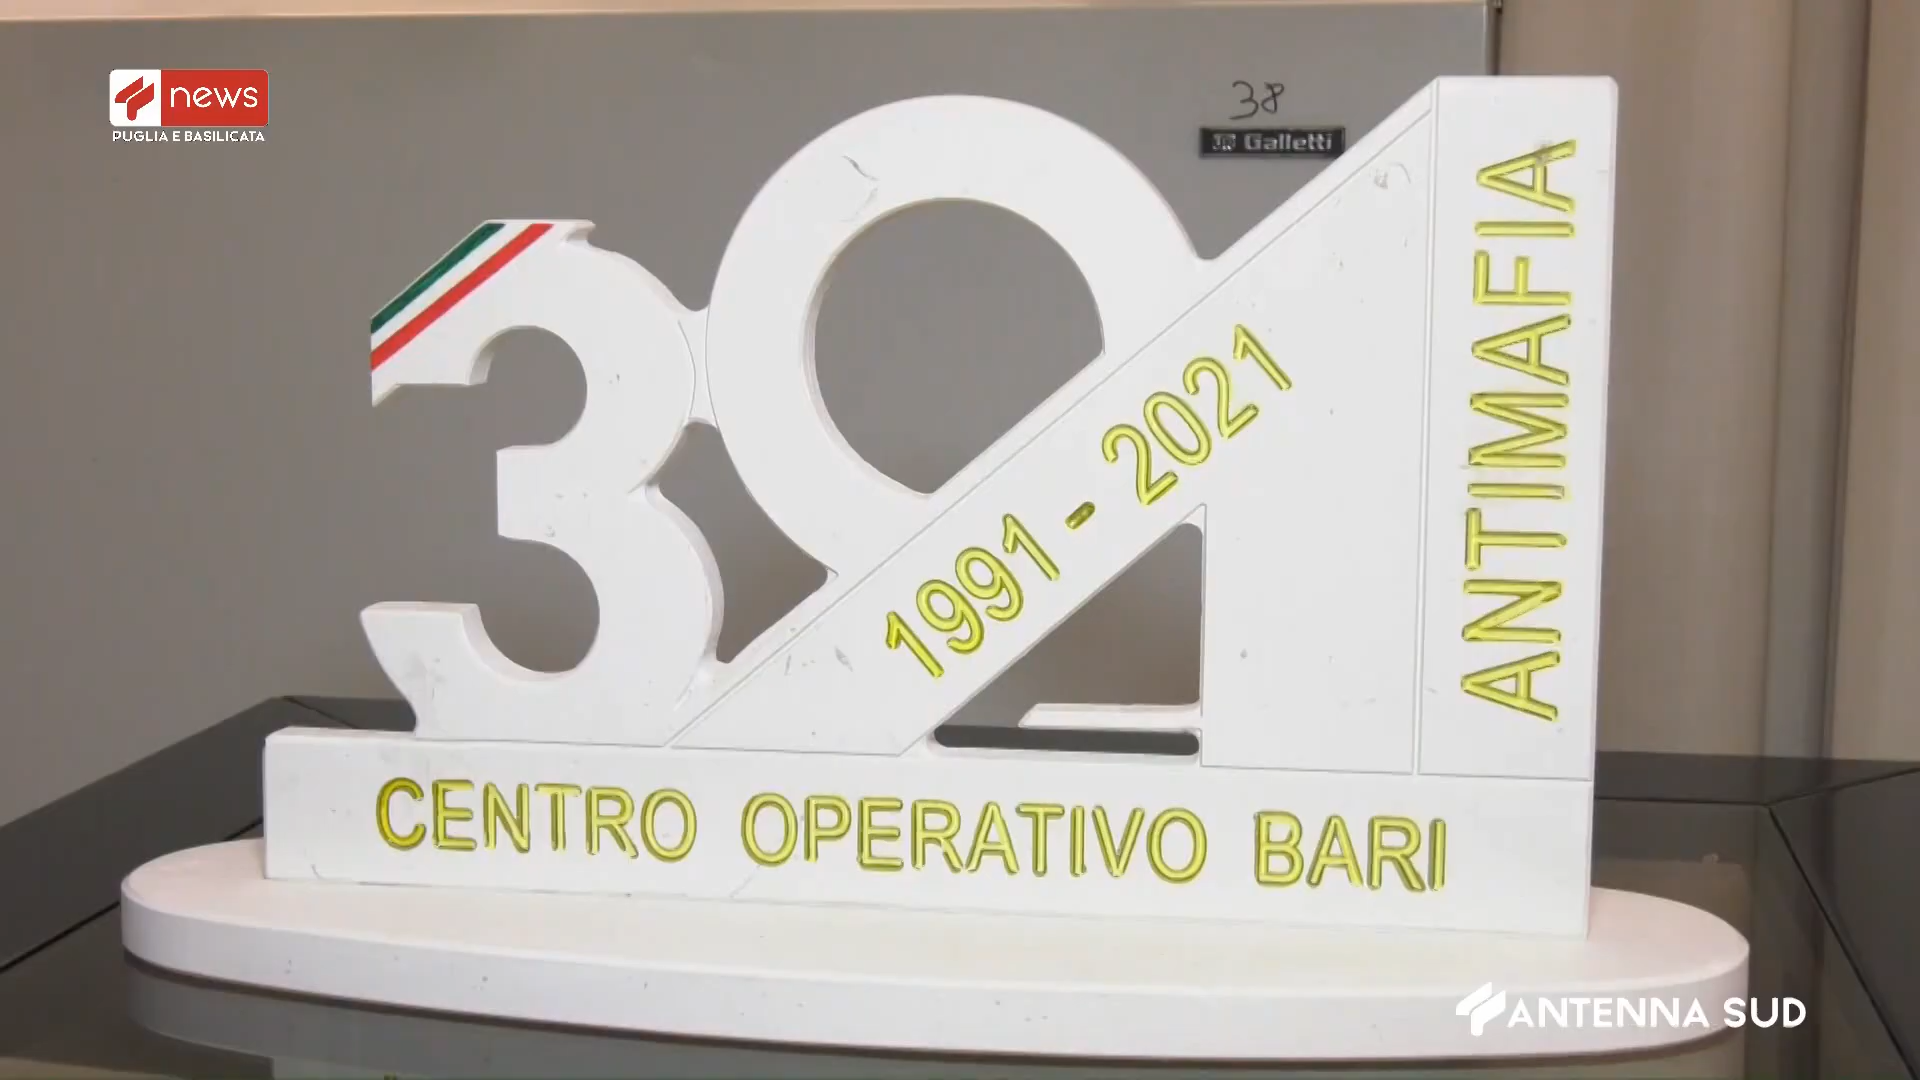 news
PUGLIA E BASILICATA
38
Galletti
30
1991 - 2021
ANTIMAFIA
CENTRO OPERATIVO BARI
ANTENNA SUD